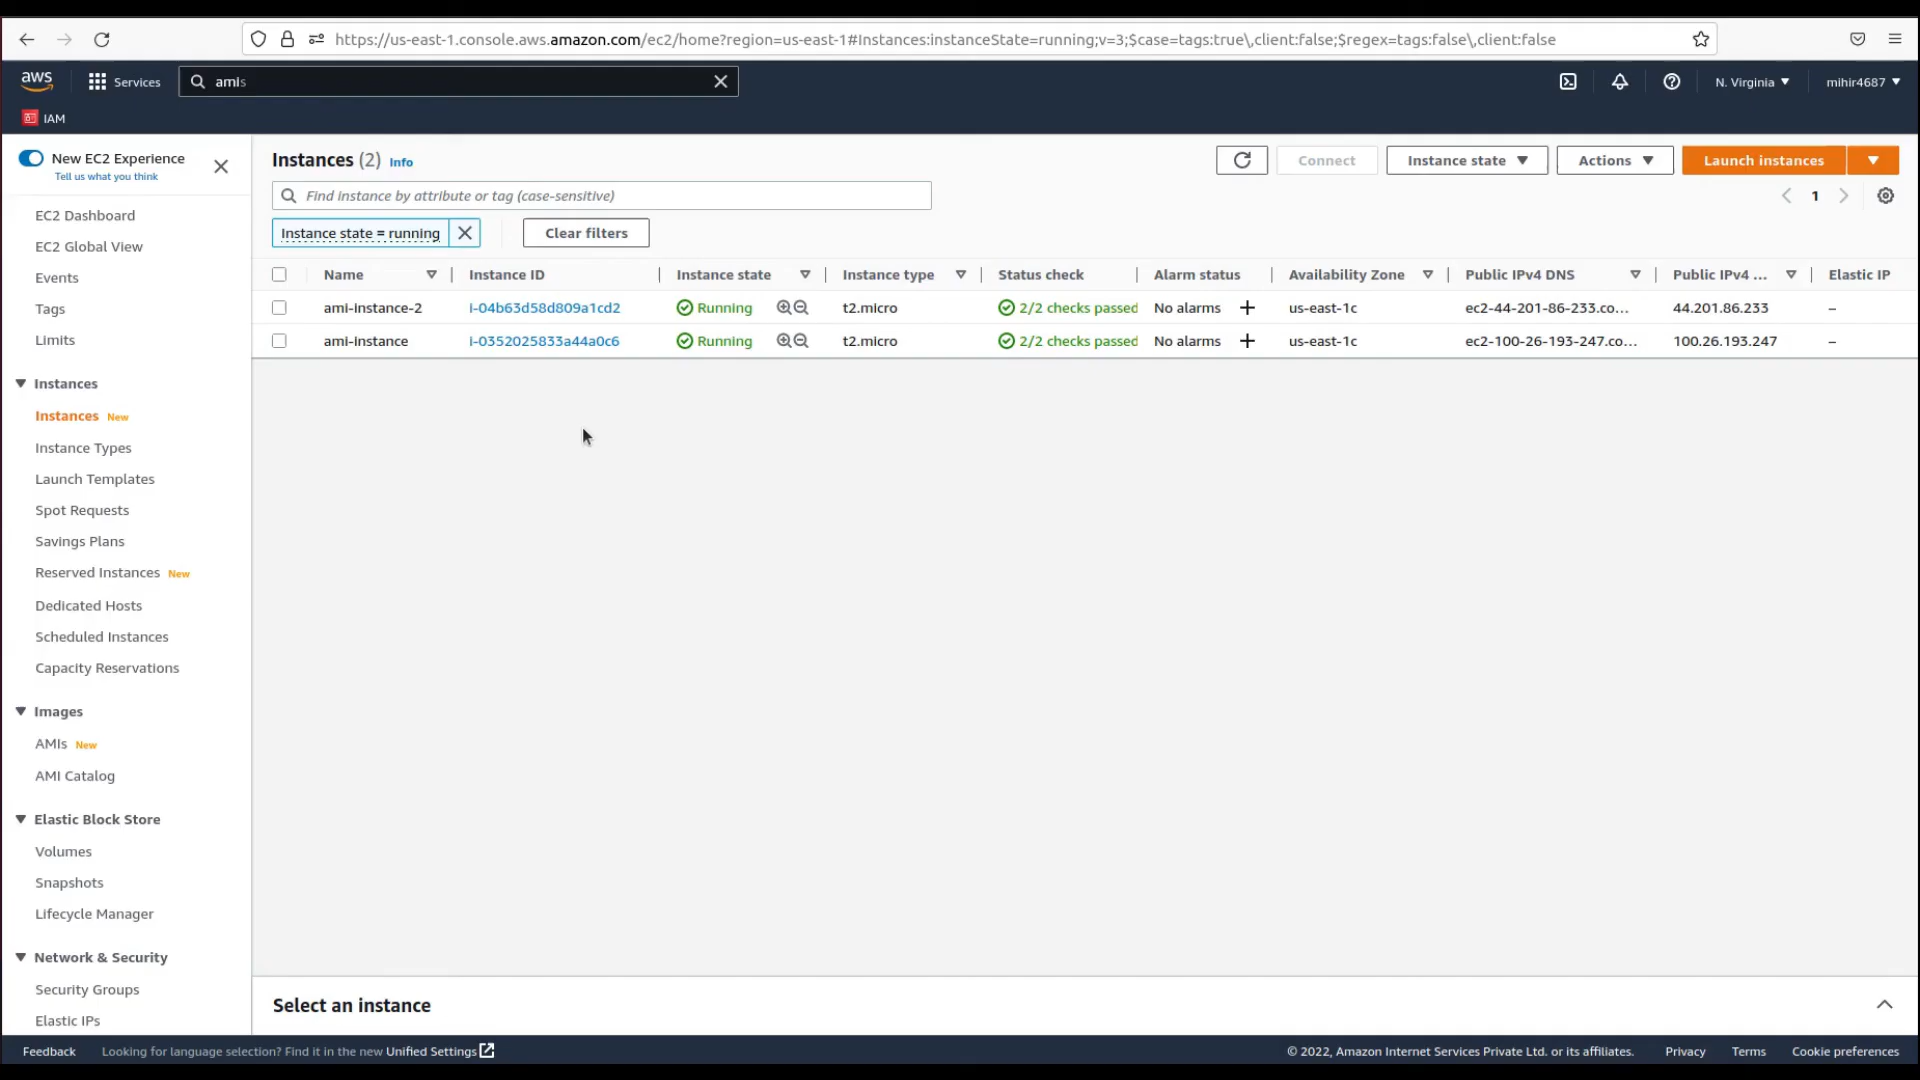 https://us-east-1.console.aws.amazon.com/ec2/home?region=us-east-1#Instances:instanceState=running;v=3;$case=tags:true\,client:false;$regex=tags:false\,client:false
aws Services amis N. Virginia mihir4687
IAM
New EC2 Experience
Tell us what you think
EC2 Dashboard
EC2 Global View
Events
Tags
Limits
Instances
Instances New
Instance Types
Launch Templates
Spot Requests
Savings Plans
Reserved Instances New
Dedicated Hosts
Scheduled Instances
Capacity Reservations
Images
AMIs New
AMI Catalog
Elastic Block Store
Volumes
Snapshots
Lifecycle Manager
Network & Security
Security Groups
Elastic IPs
Instances (2) Info Connect Instance state Actions Launch instances
Find instance by attribute or tag (case-sensitive) 1
Instance state = running Clear filters
Name Instance ID Instance state Instance type Status check Alarm status Availability Zone Public IPv4 DNS Public IPv4 ... Elastic IP
ami-instance-2 i-04b63d58d809a1cd2 Running t2.micro 2/2 checks passed No alarms + us-east-1c ec2-44-201-86-233.co... 44.201.86.233 –
ami-instance i-0352025833a44a0c6 Running t2.micro 2/2 checks passed No alarms + us-east-1c ec2-100-26-193-247.co... 100.26.193.247 –
Select an instance
Feedback Looking for language selection? Find it in the new Unified Settings © 2022, Amazon Internet Services Private Ltd. or its affiliates. Privacy Terms Cookie preferences